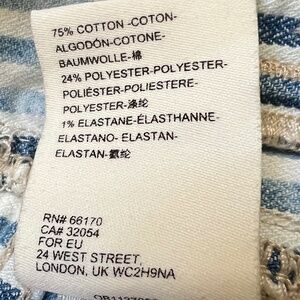 75% COTTON -COTON-
ALGODÓN-COTONE-
BAUMWOLLE-棉
24% POLYESTER-POLYESTER-
POLIÉSTER-POLIESTERE-
POLYESTER-涤纶
1% ELASTANE-ÉLASTHANNE-
ELASTANO- ELASTAN-
ELASTAN-氨纶
RN# 66170
CA# 32054
FOR EU
24 WEST STREET,
LONDON, UK WC2H9NA